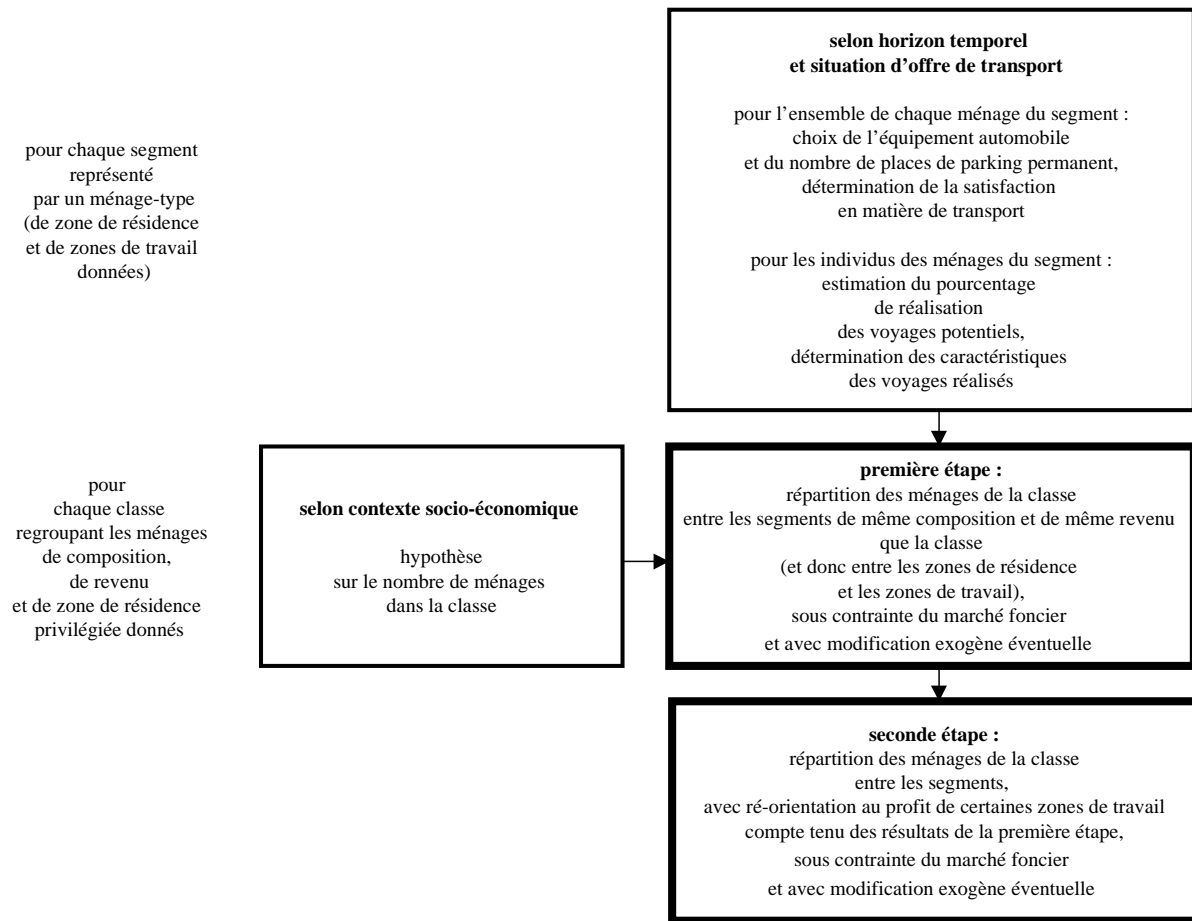 selon horizon temporel
et situation d'offre de transport
pour l'ensemble de chaque ménage du segment :
choix de l'équipement automobile
et du nombre de places de parking permanent,
détermination de la satisfaction
en matière de transport
pour les individus des ménages du segment :
estimation du pourcentage
de réalisation
des voyages potentiels,
détermination des caractéristiques
des voyages réalisés
pour chaque segment
représenté
par un ménage-type
(de zone de résidence
et de zones de travail
données)
pour
chaque classe
regroupant les ménages
de composition,
de revenu
et de zone de résidence
privilégiée donnés
selon contexte socio-économique
hypothèse
sur le nombre de ménages
dans la classe
première étape :
répartition des ménages de la classe
entre les segments de même composition et de même revenu
que la classe
(et donc entre les zones de résidence
et les zones de travail),
sous contrainte du marché foncier
et avec modification exogène éventuelle
seconde étape :
répartition des ménages de la classe
entre les segments,
avec ré-orientation au profit de certaines zones de travail
compte tenu des résultats de la première étape,
sous contrainte du marché foncier
et avec modification exogène éventuelle